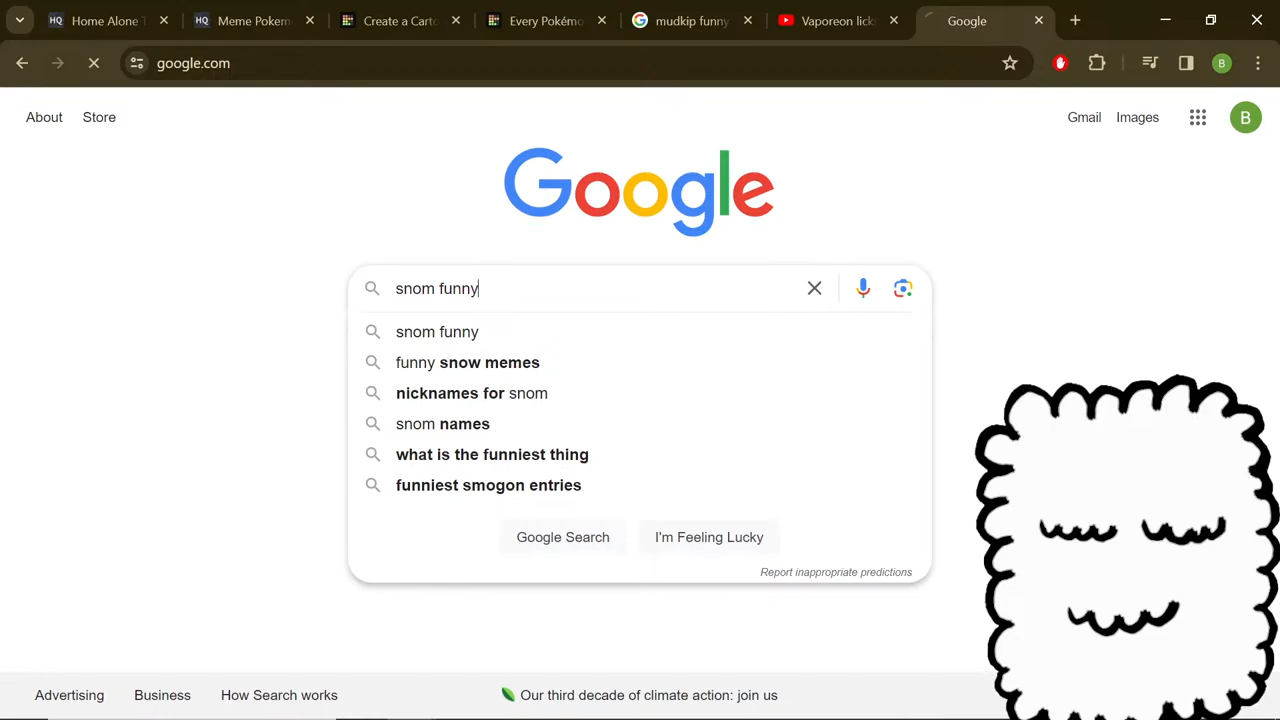 Home Alone T
Meme Pokem
Create a Carto
Every Pokémo
mudkip funny
Vaporeon licks
Google
google.com
B
About
Store
Gmail
Images
B
Google
snom funny
snom funny
funny snow memes
nicknames for snom
snom names
what is the funniest thing
funniest smogon entries
Google Search
I'm Feeling Lucky
Report inappropriate predictions
Advertising
Business
How Search works
Our third decade of climate action: join us